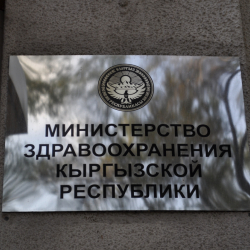 МИНИСТЕРСТВО
ЗДРАВООХРАНЕНИЯ
КЫРГЫЗСКОЙ
РЕСПУБЛИКИ